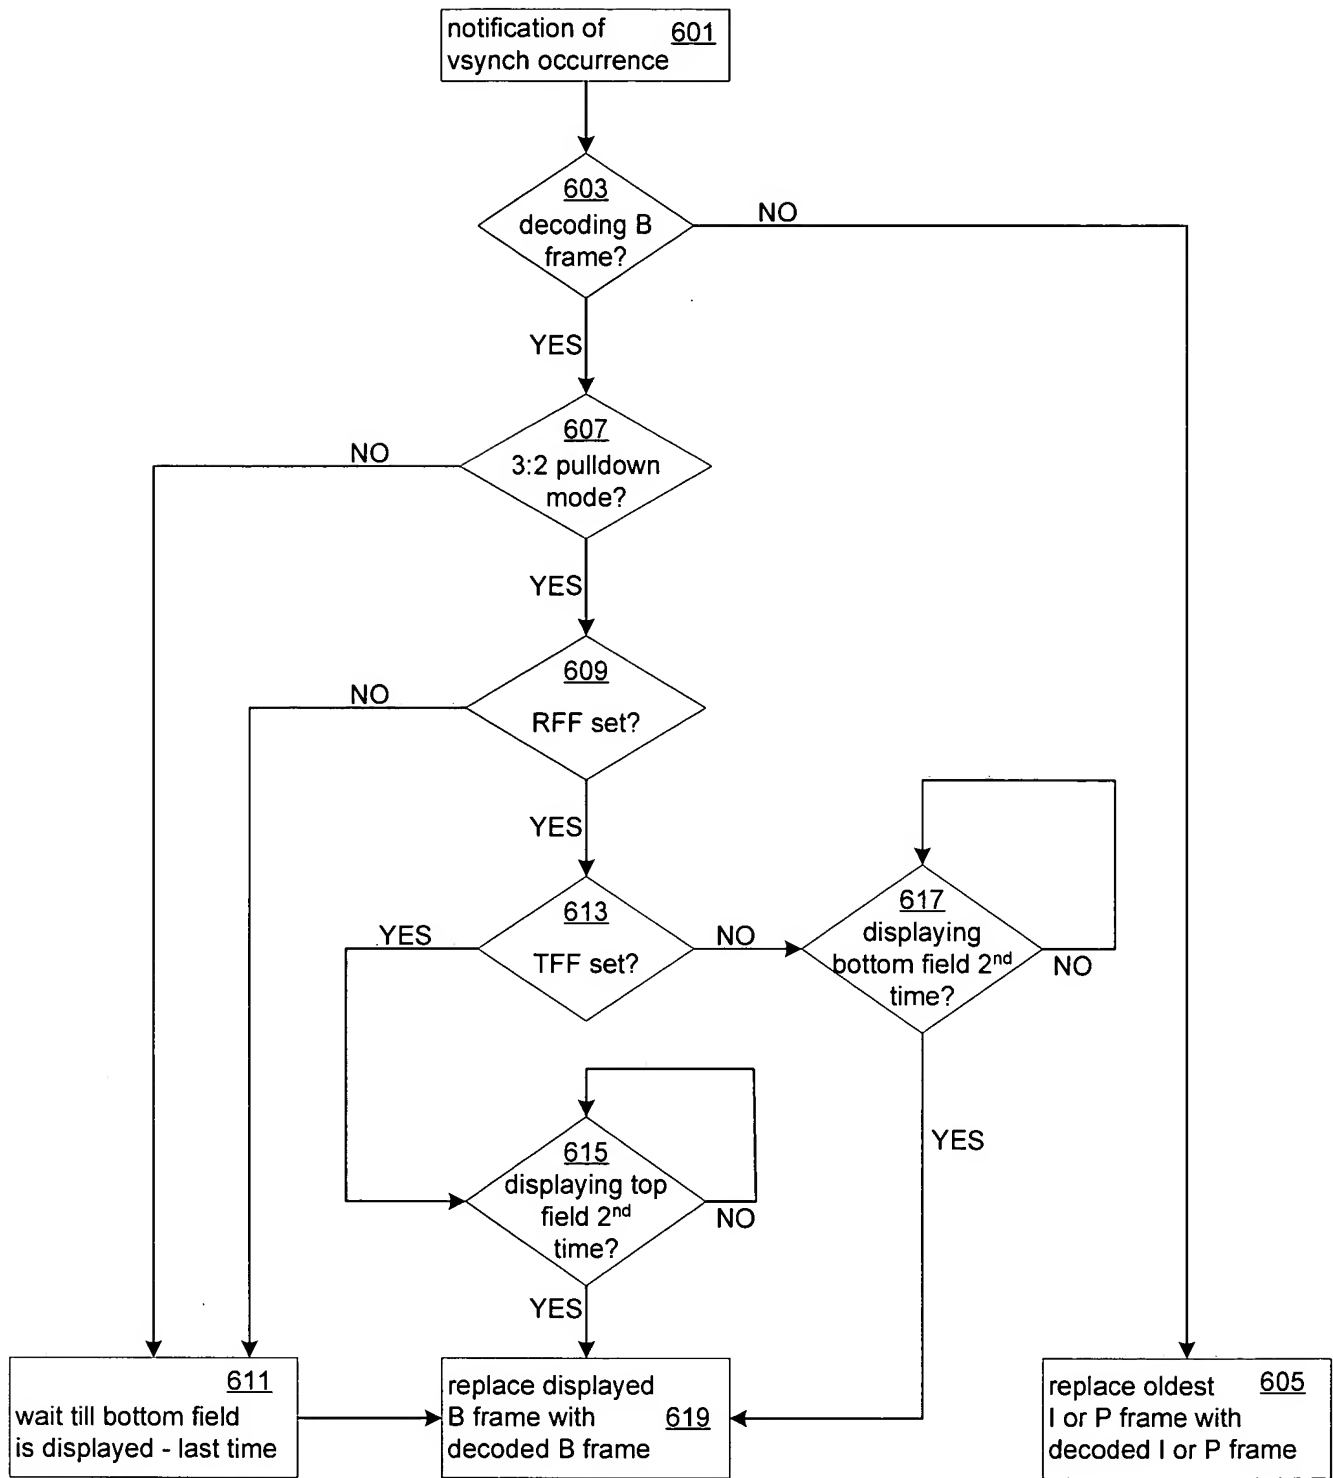 notification of 601
vsynch occurrence
603
decoding B
frame?
NO
YES
607
3:2 pulldown
mode?
NO
YES
609
RFF set?
NO
YES
613
TFF set?
YES
NO
617
displaying
bottom field 2nd
time?
NO
YES
615
displaying top
field 2nd
time?
NO
YES
611
wait till bottom field
is displayed - last time
replace displayed
B frame with 619
decoded B frame
replace oldest 605
I or P frame with
decoded I or P frame